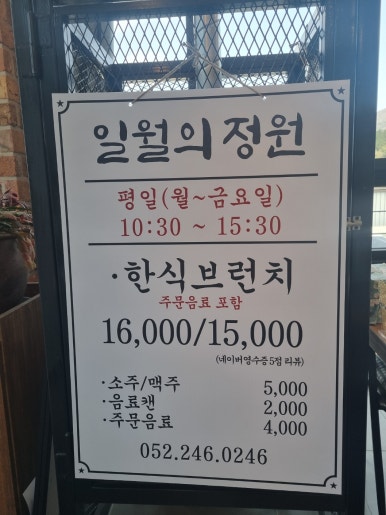 일월의정원
평일(월~금요일)
10:30 ~ 15:30
·한식브런치
주문음료 포함
16,000/15,000
(네이버영수증5점 리뷰)
·소주/맥주 5,000
·음료캔 2,000
·주문음료 4,000
052.246.0246